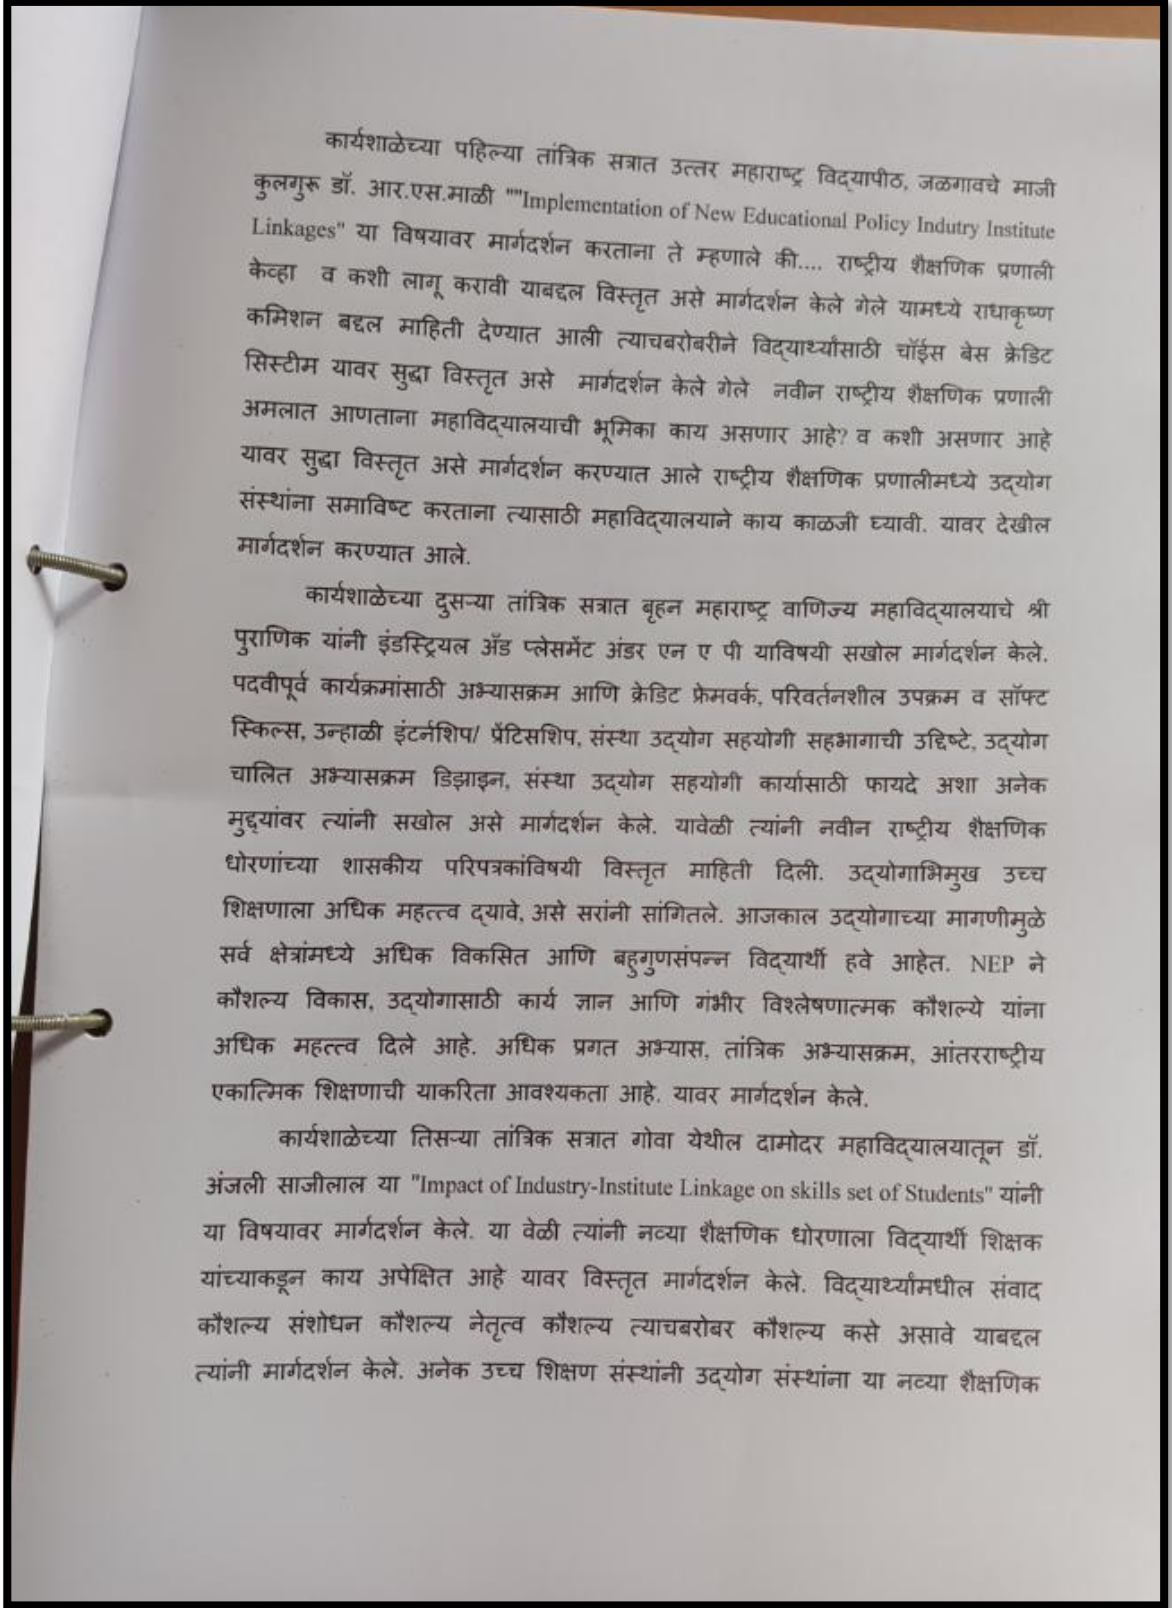 कार्यशाळेच्या पहिल्या तांत्रिक सत्रात उत्तर महाराष्ट्र विद्यापीठ, जळगावचे माजी
कुलगुरू डॉ. आर.एस.माळी ""Implementation of New Educational Policy Indutry Institute
Linkages" या विषयावर मार्गदर्शन करताना ते म्हणाले की.... राष्ट्रीय शैक्षणिक प्रणाली
केव्हा व कशी लागू करावी याबद्दल विस्तृत असे मार्गदर्शन केले गेले यामध्ये राधाकृष्ण
कमिशन बद्दल माहिती देण्यात आली त्याचबरोबरीने विद्यार्थ्यांसाठी चॉईस बेस क्रेडिट
सिस्टीम यावर सुद्धा विस्तृत असे मार्गदर्शन केले गेले नवीन राष्ट्रीय शैक्षणिक प्रणाली
अमलात आणताना महाविद्यालयाची भूमिका काय असणार आहे? व कशी असणार आहे
यावर सुद्धा विस्तृत असे मार्गदर्शन करण्यात आले राष्ट्रीय शैक्षणिक प्रणालीमध्ये उद्योग
संस्थांना समाविष्ट करताना त्यासाठी महाविद्यालयाने काय काळजी घ्यावी. यावर देखील
मार्गदर्शन करण्यात आले.
कार्यशाळेच्या दुसऱ्या तांत्रिक सत्रात बृहन महाराष्ट्र वाणिज्य महाविद्यालयाचे श्री
पुराणिक यांनी इंडस्ट्रियल अँड प्लेसमेंट अंडर एन ए पी याविषयी सखोल मार्गदर्शन केले.
पदवीपूर्व कार्यक्रमांसाठी अभ्यासक्रम आणि क्रेडिट फ्रेमवर्क, परिवर्तनशील उपक्रम व सॉफ्ट
स्किल्स, उन्हाळी इंटर्नशिप/ प्रेंटिसशिप, संस्था उद्योग सहयोगी सहभागाची उद्दिष्टे, उद्योग
चालित अभ्यासक्रम डिझाइन, संस्था उद्योग सहयोगी कार्यासाठी फायदे अशा अनेक
मुद्द्यांवर त्यांनी सखोल असे मार्गदर्शन केले. यावेळी त्यांनी नवीन राष्ट्रीय शैक्षणिक
धोरणांच्या शासकीय परिपत्रकांविषयी विस्तृत माहिती दिली. उद्योगाभिमुख उच्च
शिक्षणाला अधिक महत्त्व द्यावे, असे सरांनी सांगितले. आजकाल उद्योगाच्या मागणीमुळे
सर्व क्षेत्रांमध्ये अधिक विकसित आणि बहुगुणसंपन्न विद्यार्थी हवे आहेत. NEP ने
कौशल्य विकास, उद्योगासाठी कार्य ज्ञान आणि गंभीर विश्लेषणात्मक कौशल्ये यांना
अधिक महत्त्व दिले आहे. अधिक प्रगत अभ्यास, तांत्रिक अभ्यासक्रम, आंतरराष्ट्रीय
एकात्मिक शिक्षणाची याकरिता आवश्यकता आहे. यावर मार्गदर्शन केले.
कार्यशाळेच्या तिसऱ्या तांत्रिक सत्रात गोवा येथील दामोदर महाविद्यालयातून डॉ.
अंजली साजीलाल या "Impact of Industry-Institute Linkage on skills set of Students" यांनी
या विषयावर मार्गदर्शन केले. या वेळी त्यांनी नव्या शैक्षणिक धोरणाला विद्यार्थी शिक्षक
यांच्याकडून काय अपेक्षित आहे यावर विस्तृत मार्गदर्शन केले. विद्यार्थ्यांमधील संवाद
कौशल्य संशोधन कौशल्य नेतृत्व कौशल्य त्याचबरोबर कौशल्य कसे असावे याबद्दल
त्यांनी मार्गदर्शन केले. अनेक उच्च शिक्षण संस्थांनी उद्योग संस्थांना या नव्या शैक्षणिक